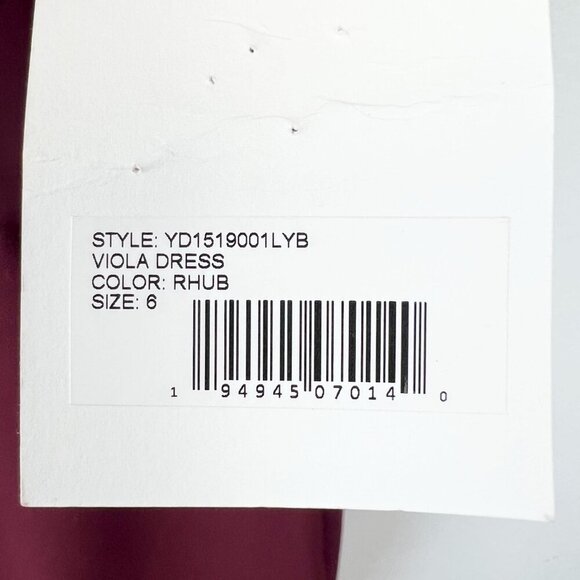 STYLE: YD1519001LYB
VIOLA DRESS
COLOR: RHUB
SIZE: 6
1 94945 07014 0